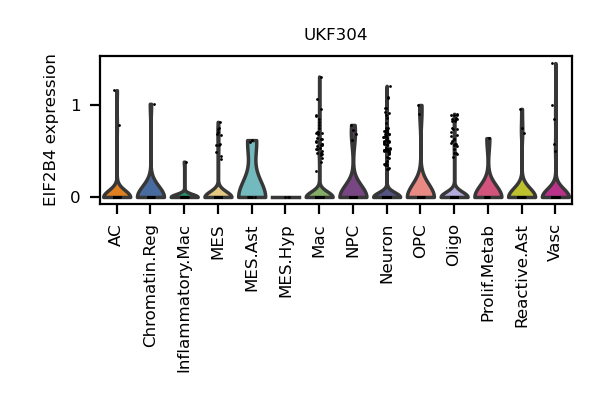 UKF304
EIF2B4 expression
1
0
AC
Chromatin.Reg
Inflammatory.Mac
MES
MES.Ast
MES.Hyp
Mac
NPC
Neuron
OPC
Oligo
Prolif.Metab
Reactive.Ast
Vasc